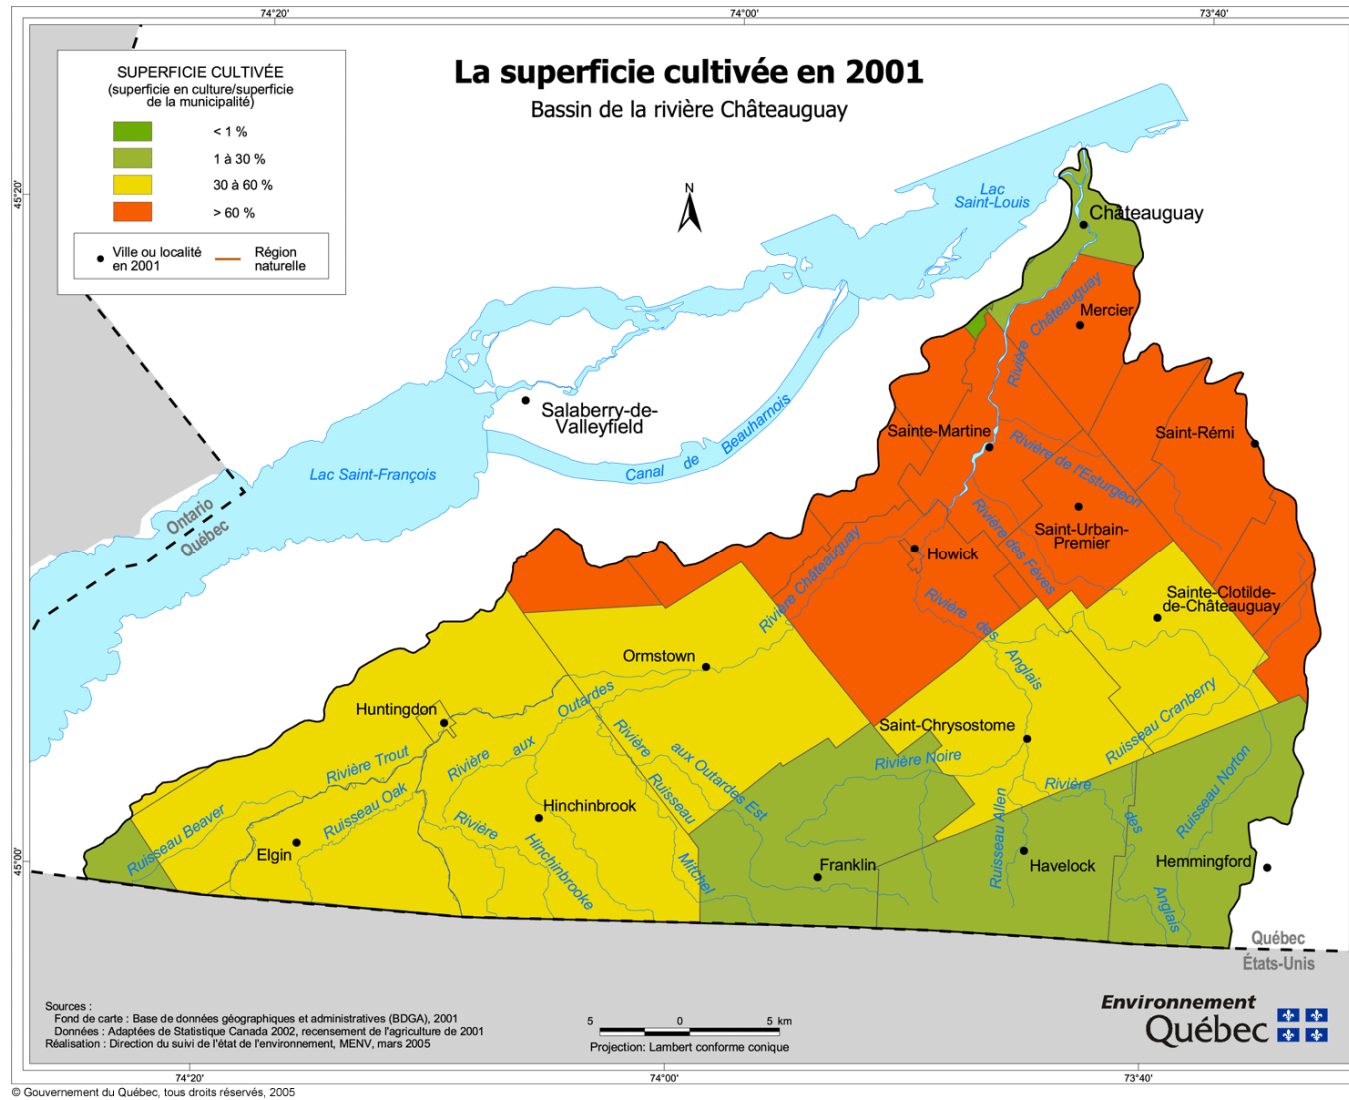 74°20'
74°00'
73°40'
La superficie cultivée en 2001
Bassin de la rivière Châteauguay
SUPERFICIE CULTIVÉE
(superficie en culture/superficie
de la municipalité)
< 1 %
1 à 30 %
30 à 60 %
> 60 %
Ville ou localité
en 2001
Région
naturelle
45°20'
N
Lac
Saint-Louis
Châteauguay
Mercier
Rivière Châteauguay
Salaberry-de-
Valleyfield
Canal de Beauharnois
Lac Saint-François
Ontario
Québec
Sainte-Martine
Saint-Rémi
Rivière de l'Esturgeon
Saint-Urbain-
Premier
Rivière des Fèves
Howick
Rivière Châteauguay
Sainte-Clotilde-
de-Châteauguay
Rivière des Anglais
Ormstown
Huntingdon
Rivière aux Outardes
Rivière aux Outardes Est
Saint-Chrysostome
Ruisseau Cranberry
Rivière Noire
Rivière Trout
Ruisseau Oak
Ruisseau Beaver
Elgin
Hinchinbrook
Rivière Hinchinbrooke
Ruisseau Mitchel
Franklin
Ruisseau Allen
Havelock
Rivière des Anglais
Ruisseau Norton
Hemmingford
45°00'
Québec
États-Unis
Sources :
Fond de carte : Base de données géographiques et administratives (BDGA), 2001
Données : Adaptées de Statistique Canada 2002, recensement de l'agriculture de 2001
Réalisation : Direction du suivi de l'état de l'environnement, MENV, mars 2005
5 0 5 km
Projection: Lambert conforme conique
Environnement
Québec
74°20'
74°00'
73°40'
© Gouvernement du Québec, tous droits réservés, 2005